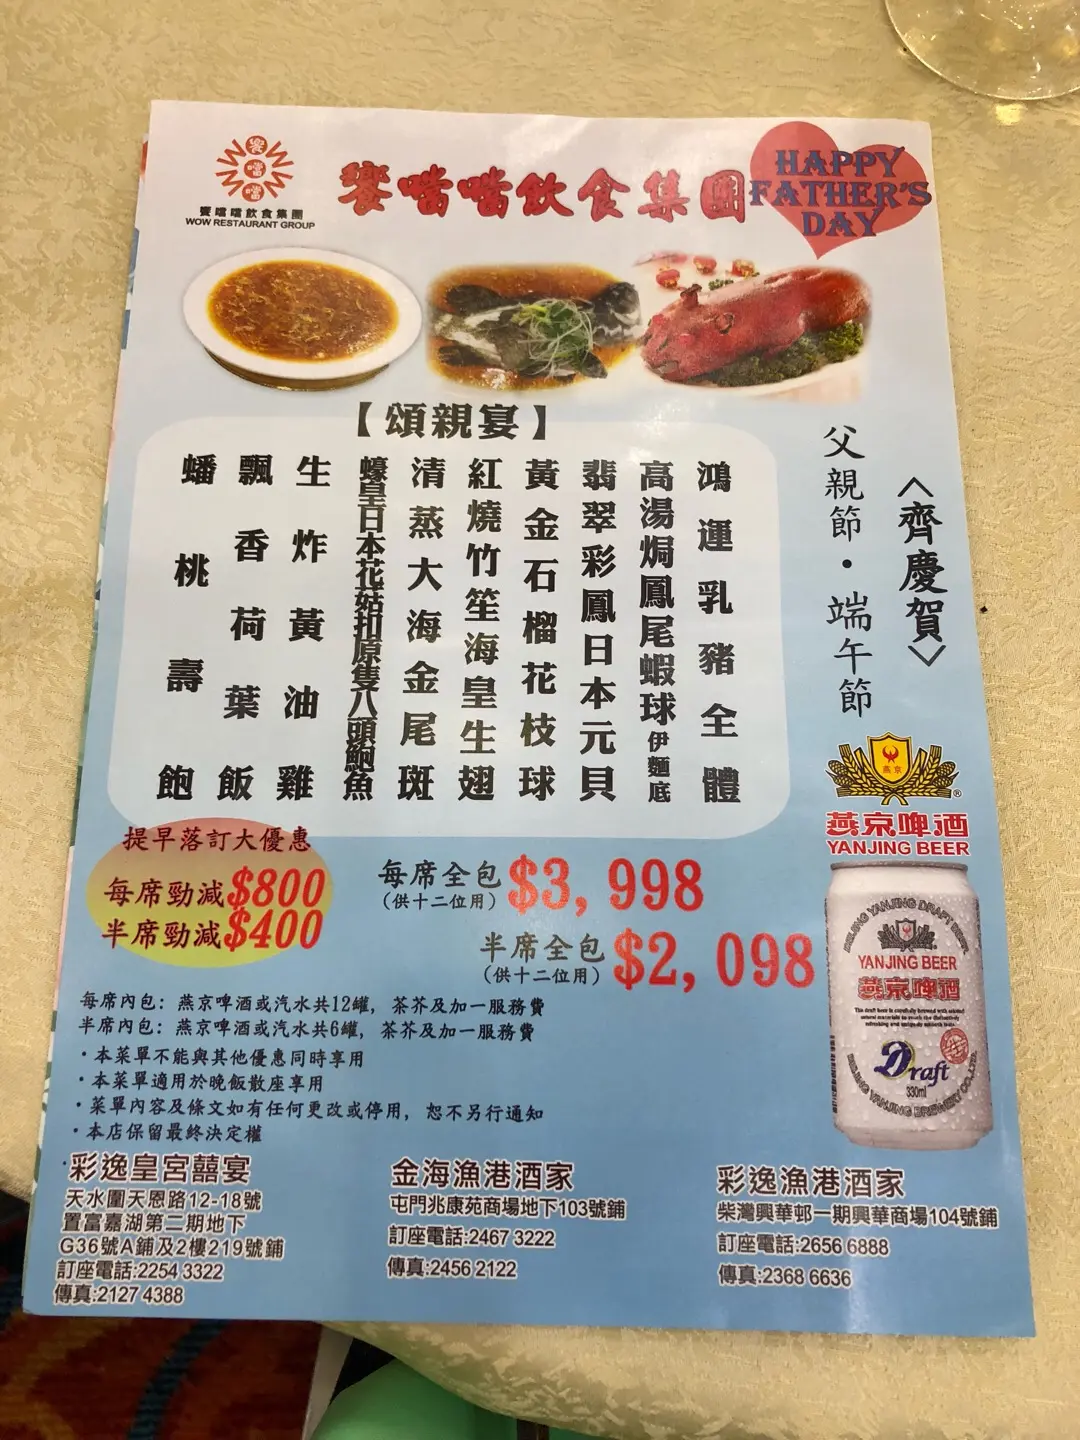 饗噹噹
饗噹噹飲食集團
WOW RESTAURANT GROUP
饗噹噹飲食集團
HAPPY
FATHER'S
DAY
【頌親宴】
父親節·端午節
〈齊慶賀〉
鴻運乳豬全體
高湯焗鳳尾蝦球伊麵底
翡翠彩鳳日本元貝
黃金石榴花枝球
紅燒竹笙海皇生翅
清蒸大海金尾斑
蠔皇日本花菇扣原隻八頭鮑魚
生炸黃油雞
飄香荷葉飯
蟠桃壽飽
燕京
燕京啤酒®
YANJING BEER
提早落訂大優惠
每席勁減$800
半席勁減$400
每席全包$3,998
(供十二位用)
半席全包$2,098
(供十二位用)
BEIJING YANJING DRAFT BEER
YANJING BEER
燕京啤酒
Draft
330ml
BEIJING YANJING BREWERY CO.,LTD.
每席內包：燕京啤酒或汽水共12罐，茶芥及加一服務費
半席內包：燕京啤酒或汽水共6罐，茶芥及加一服務費
·本菜單不能與其他優惠同時享用
·本菜單適用於晚飯散座享用
·菜單內容及條文如有任何更改或停用，恕不另行通知
·本店保留最終決定權
彩逸皇宮囍宴
天水圍天恩路12-18號
置富嘉湖第二期地下
G36號A鋪及2樓219號鋪
訂座電話:2254 3322
傳真:2127 4388
金海漁港酒家
屯門兆康苑商場地下103號鋪
訂座電話:2467 3222
傳真:2456 2122
彩逸漁港酒家
柴灣興華邨一期興華商場104號鋪
訂座電話:2656 6888
傳真:2368 6636